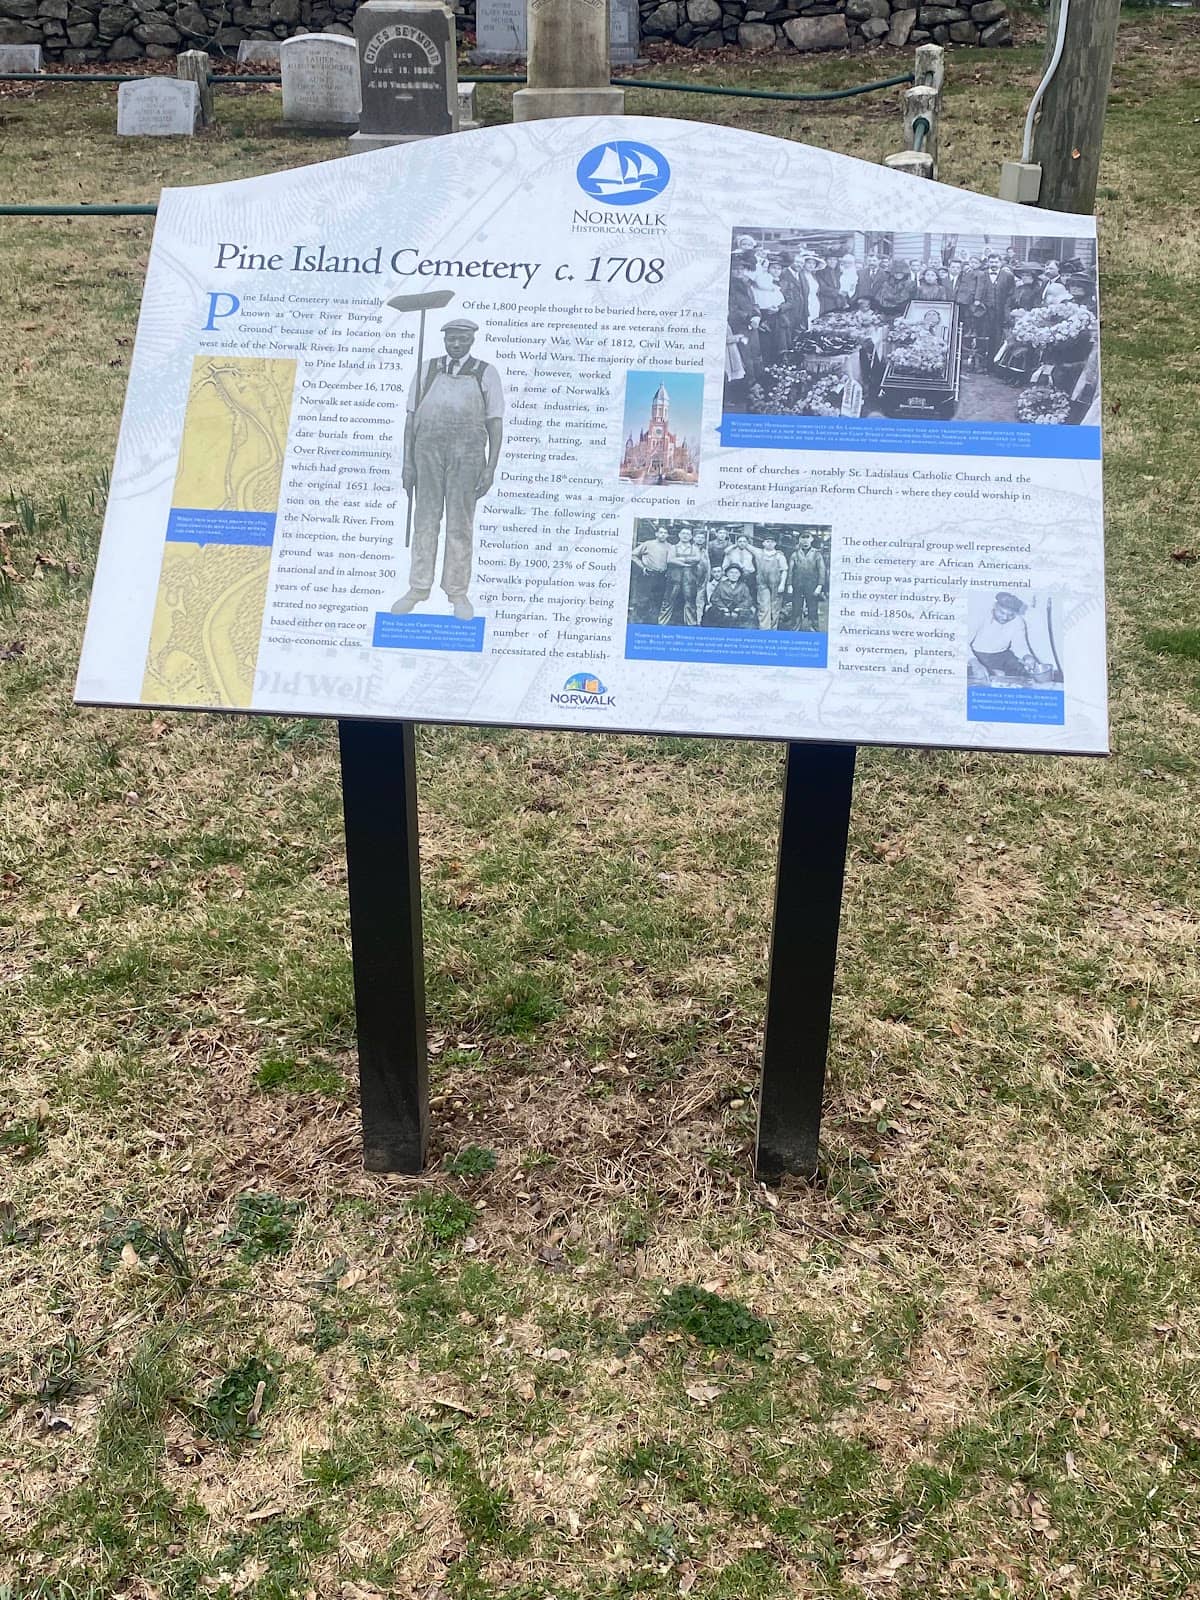 GILES SEYMOUR
DIED
NORWALK
HISTORICAL SOCIETY
Pine Island Cemetery c. 1708
Pine Island Cemetery was initially
known as "Over River Burying
Ground" because of its location on the
west side of the Norwalk River. Its name changed
to Pine Island in 1733.
On December 16, 1708,
Norwalk set aside com-
mon land to accommo-
date burials from the
Over River community,
which had grown from
the original 1651 loca-
tion on the east side of
the Norwalk River. From
its inception, the burying
ground was non-denom-
inational and in almost 300
years of use has demon-
strated no segregation
based either on race or
socio-economic class.
Old Well
Of the 1,800 people thought to be buried here, over 17 na-
tionalities are represented as are veterans from the
Revolutionary War, War of 1812, Civil War, and
both World Wars. The majority of those buried
here, however, worked
in some of Norwalk's
oldest industries, in-
cluding the maritime,
pottery, hatting, and
oystering trades.
During the 18th century,
homesteading was a major occupation in
Norwalk. The following cen-
tury ushered in the Industrial
Revolution and an economic
boom. By 1900, 23% of South
Norwalk's population was for-
eign born, the majority being
Hungarian. The growing
number of Hungarians
necessitated the establish-
NORWALK
ment of churches - notably St. Ladislaus Catholic Church and the
Protestant Hungarian Reform Church - where they could worship in
their native language.
The other cultural group well represented
in the cemetery are African Americans.
This group was particularly instrumental
in the oyster industry. By
the mid-1850s, African
Americans were working
as oystermen, planters,
harvesters and openers.